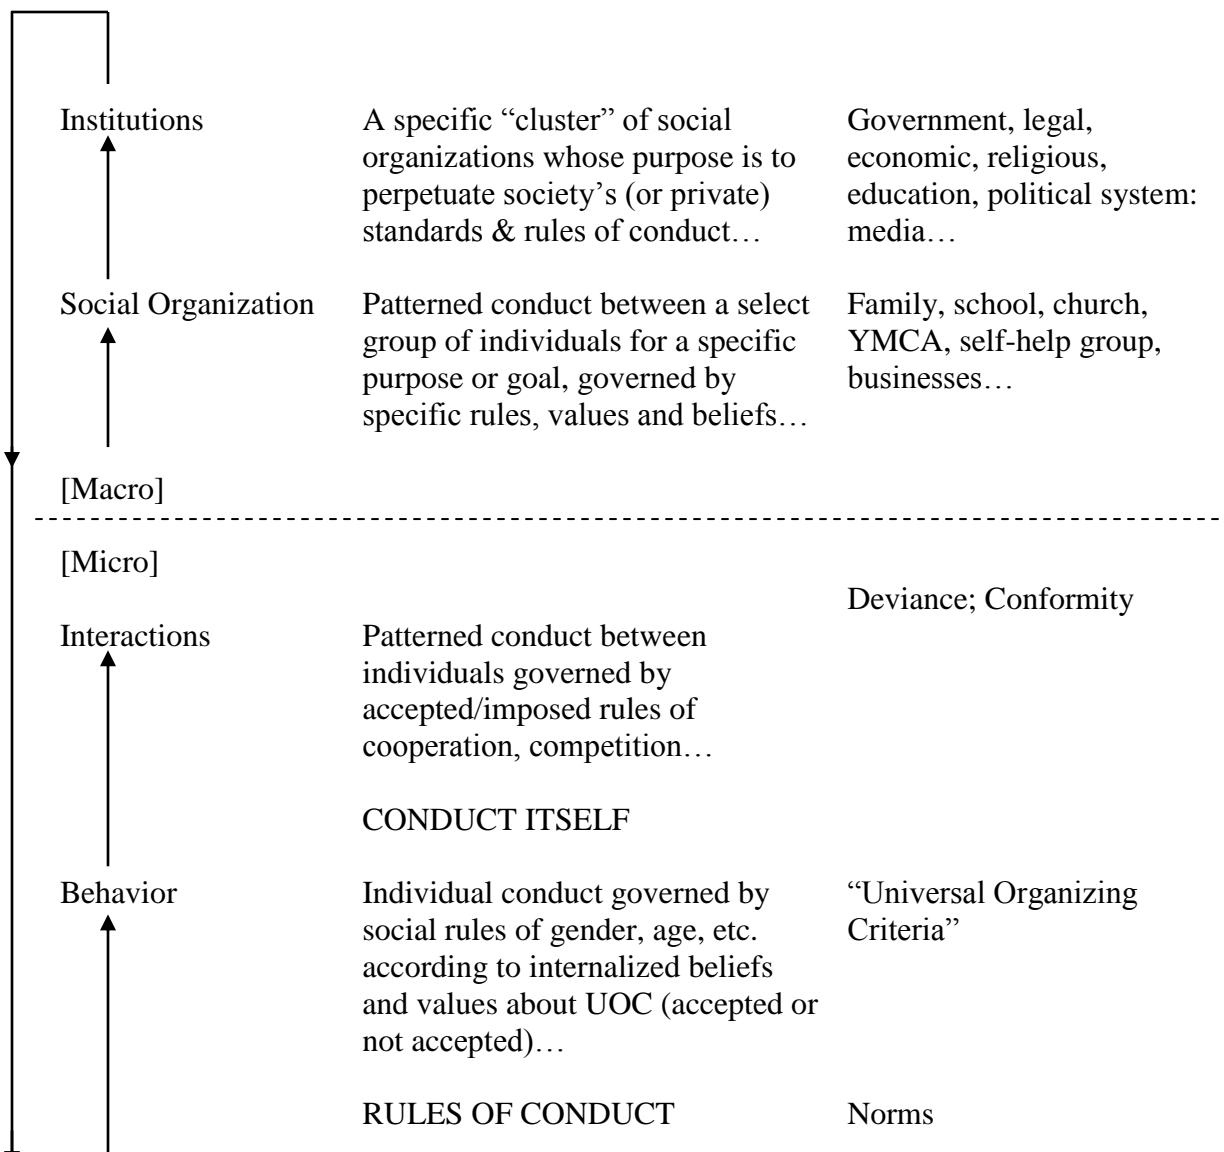 Institutions
A specific “cluster” of social
organizations whose purpose is to
perpetuate society’s (or private)
standards & rules of conduct…
Government, legal,
economic, religious,
education, political system:
media…
Social Organization
Patterned conduct between a select
group of individuals for a specific
purpose or goal, governed by
specific rules, values and beliefs…
Family, school, church,
YMCA, self-help group,
businesses…
[Macro]
[Micro]
Deviance; Conformity
Interactions
Patterned conduct between
individuals governed by
accepted/imposed rules of
cooperation, competition…
CONDUCT ITSELF
Behavior
Individual conduct governed by
social rules of gender, age, etc.
according to internalized beliefs
and values about UOC (accepted or
not accepted)…
“Universal Organizing
Criteria”
RULES OF CONDUCT
Norms